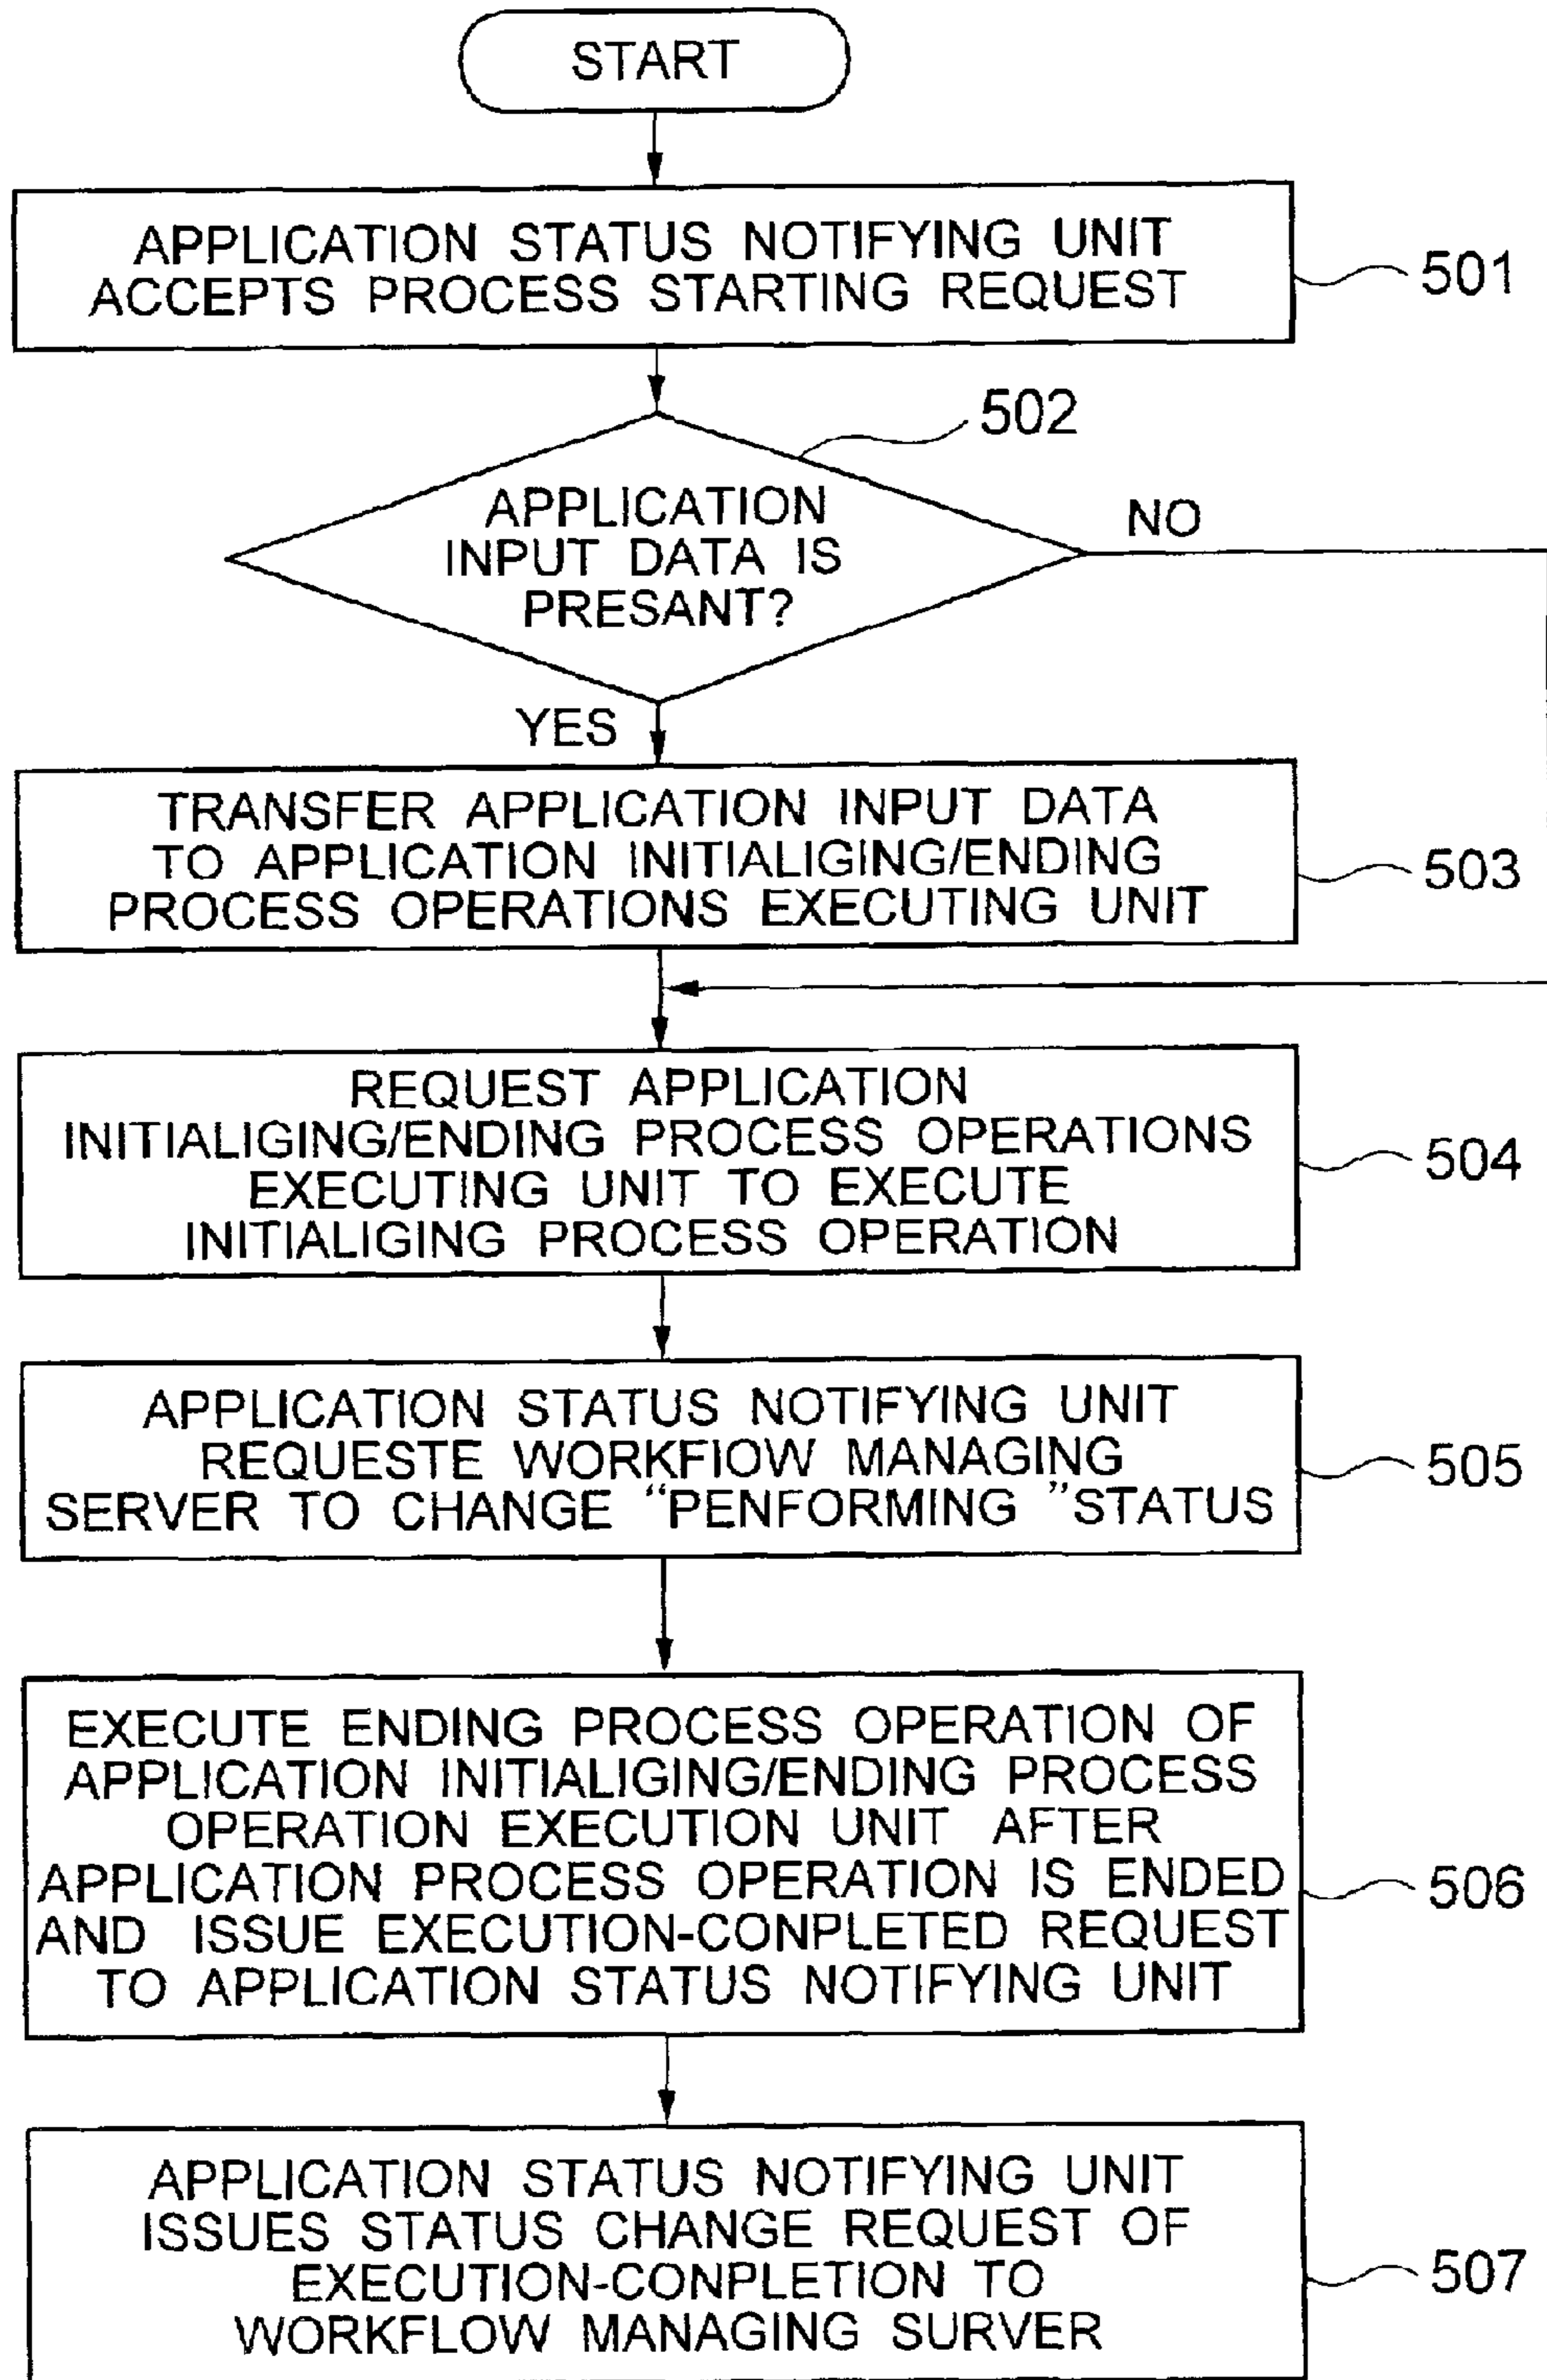 START
APPLICATION STATUS NOTIFYING UNIT
ACCEPTS PROCESS STARTING REQUEST
501
502
APPLICATION
INPUT DATA IS
PRESANT?
NO
YES
TRANSFER APPLICATION INPUT DATA
TO APPLICATION INITIALIGING/ENDING
PROCESS OPERATIONS EXECUTING UNIT
503
REQUEST APPLICATION
INITIALIGING/ENDING PROCESS OPERATIONS
EXECUTING UNIT TO EXECUTE
INITIALIGING PROCESS OPERATION
504
APPLICATION STATUS NOTIFYING UNIT
REQUESTE WORKFIOW MANAGING
SERVER TO CHANGE “PENFORMING ”STATUS
505
EXECUTE ENDING PROCESS OPERATION OF
APPLICATION INITIALIGING/ENDING PROCESS
OPERATION EXECUTION UNIT AFTER
APPLICATION PROCESS OPERATION IS ENDED
AND ISSUE EXECUTION-CONPLETED REQUEST
TO APPLICATION STATUS NOTIFYING UNIT
506
APPLICATION STATUS NOTIFYING UNIT
ISSUES STATUS CHANGE REQUEST OF
EXECUTION-CONPLETION TO
WORKFLOW MANAGING SURVER
507